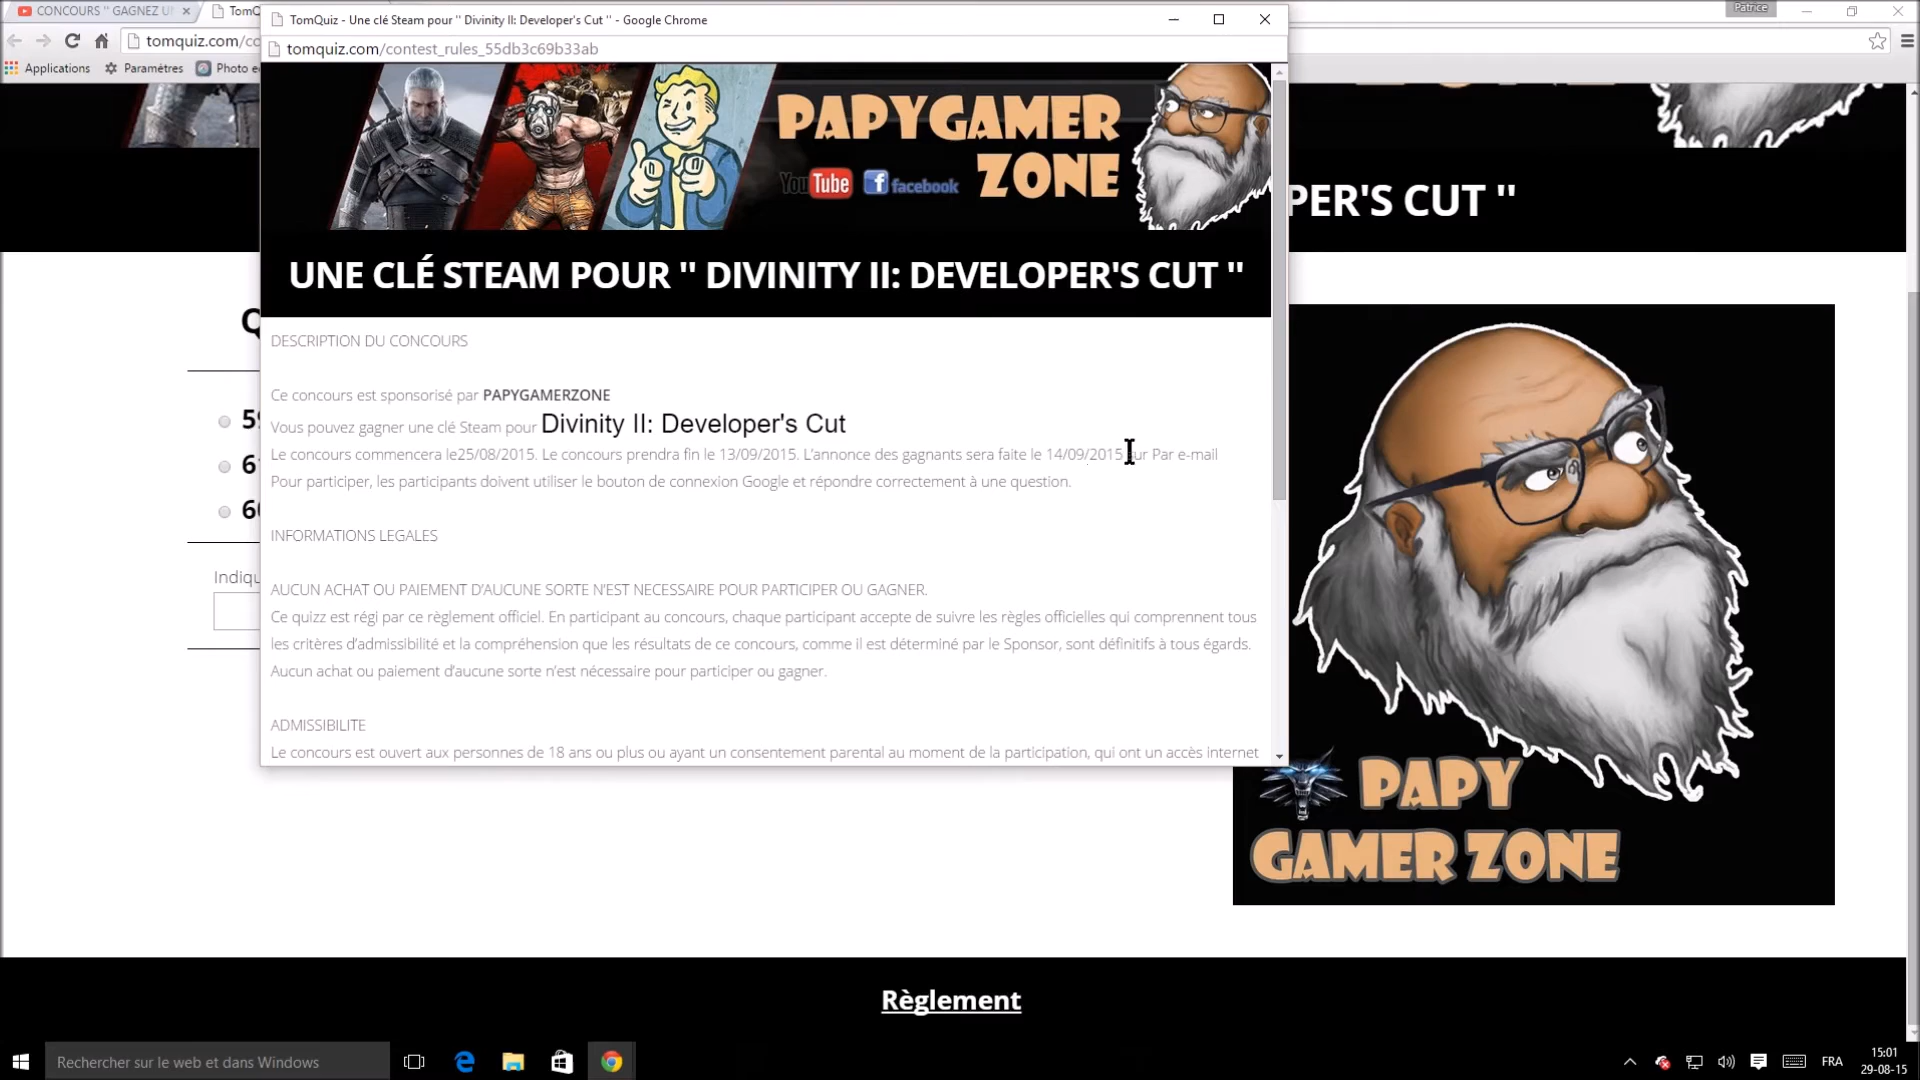 CONCOURS " GAGNEZ U
TomQ
Patrice
tomquiz.com/co
Applications
Paramètres
Photo e
TomQuiz - Une clé Steam pour " Divinity II: Developer's Cut " - Google Chrome
tomquiz.com/contest_rules_55db3c69b33ab
PAPYGAMER
ZONE
YouTube
facebook
PER'S CUT "
UNE CLÉ STEAM POUR " DIVINITY II: DEVELOPER'S CUT "
DESCRIPTION DU CONCOURS
Ce concours est sponsorisé par PAPYGAMERZONE
Vous pouvez gagner une clé Steam pour Divinity II: Developer's Cut
Le concours commencera le25/08/2015. Le concours prendra fin le 13/09/2015. L'annonce des gagnants sera faite le 14/09/2015 sur Par e-mail
Pour participer, les participants doivent utiliser le bouton de connexion Google et répondre correctement à une question.
INFORMATIONS LEGALES
AUCUN ACHAT OU PAIEMENT D'AUCUNE SORTE N'EST NECESSAIRE POUR PARTICIPER OU GAGNER.
Ce quizz est régi par ce règlement officiel. En participant au concours, chaque participant accepte de suivre les règles officielles qui comprennent tous
les critères d'admissibilité et la compréhension que les résultats de ce concours, comme il est déterminé par le Sponsor, sont définitifs à tous égards.
Aucun achat ou paiement d'aucune sorte n'est nécessaire pour participer ou gagner.
ADMISSIBILITE
Le concours est ouvert aux personnes de 18 ans ou plus ou ayant un consentement parental au moment de la participation, qui ont un accès internet
Indiqu
PAPY
GAMER ZONE
Règlement
Rechercher sur le web et dans Windows
FRA
15:01
29-08-15